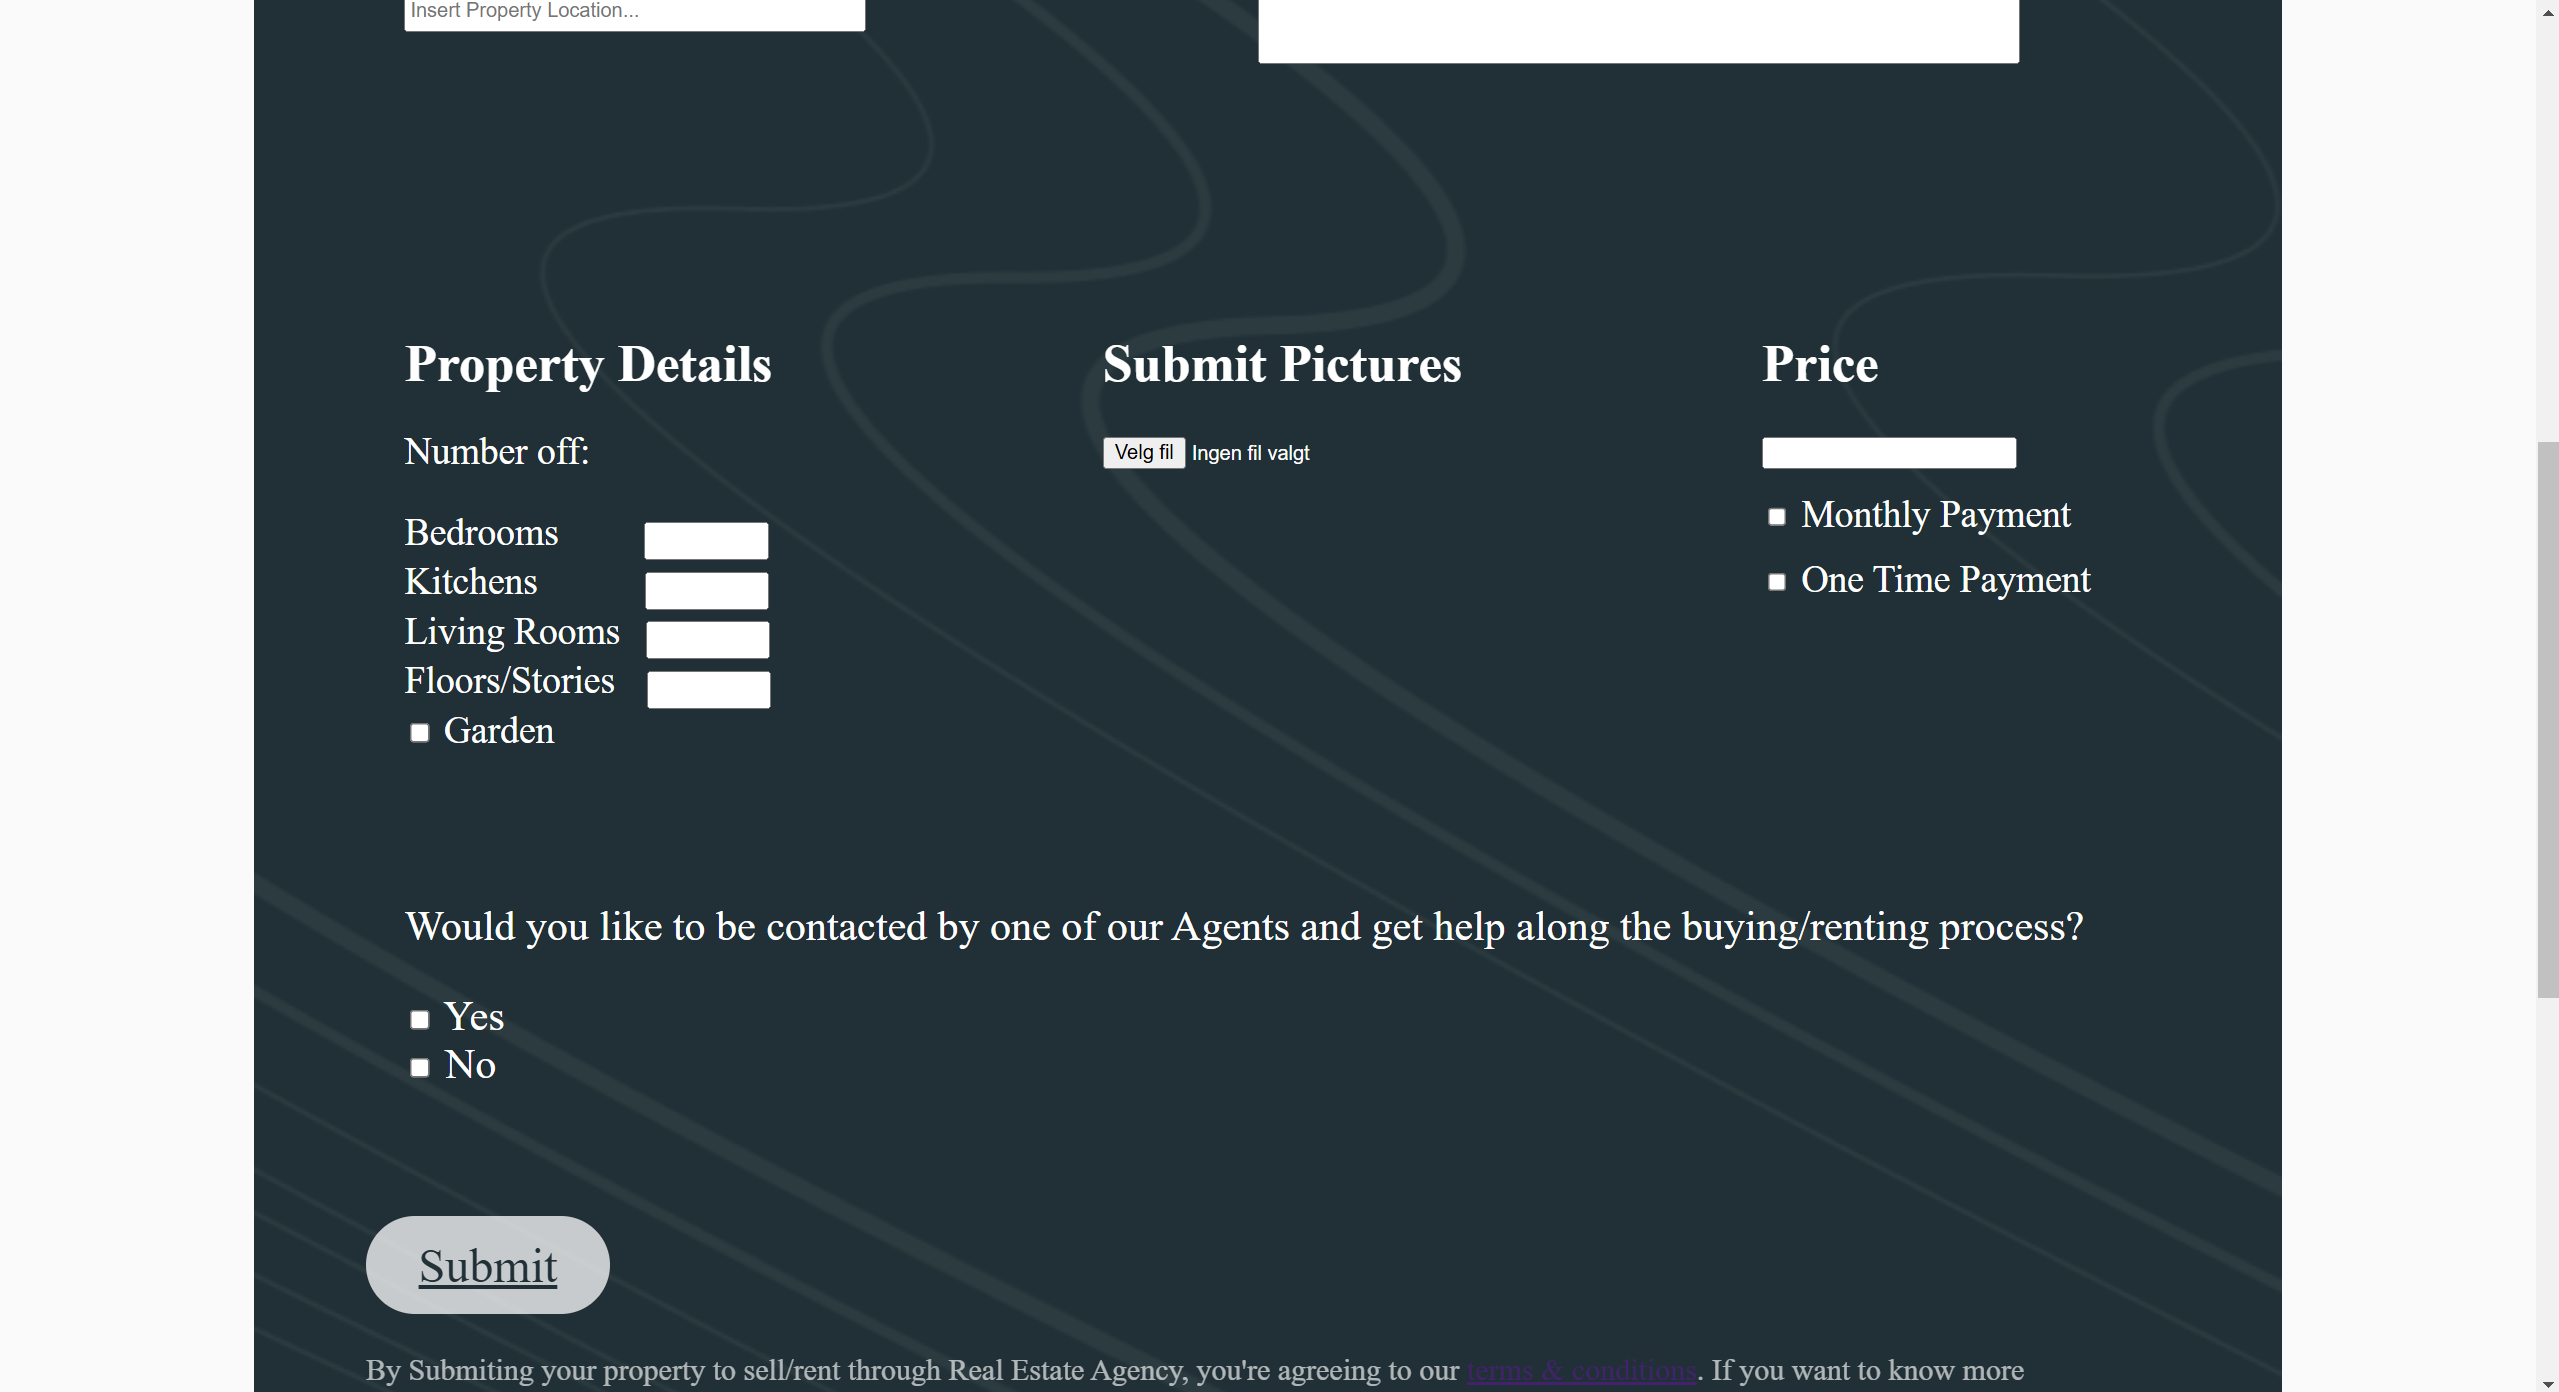 Insert Property Location...
Property Details
Number off:
Bedrooms
Kitchens
Living Rooms
Floors/Stories
Garden
Submit Pictures
Velg fil Ingen fil valgt
Price
Monthly Payment
One Time Payment
Would you like to be contacted by one of our Agents and get help along the buying/renting process?
Yes
No
Submit
By Submiting your property to sell/rent through Real Estate Agency, you're agreeing to our terms & conditions. If you want to know more